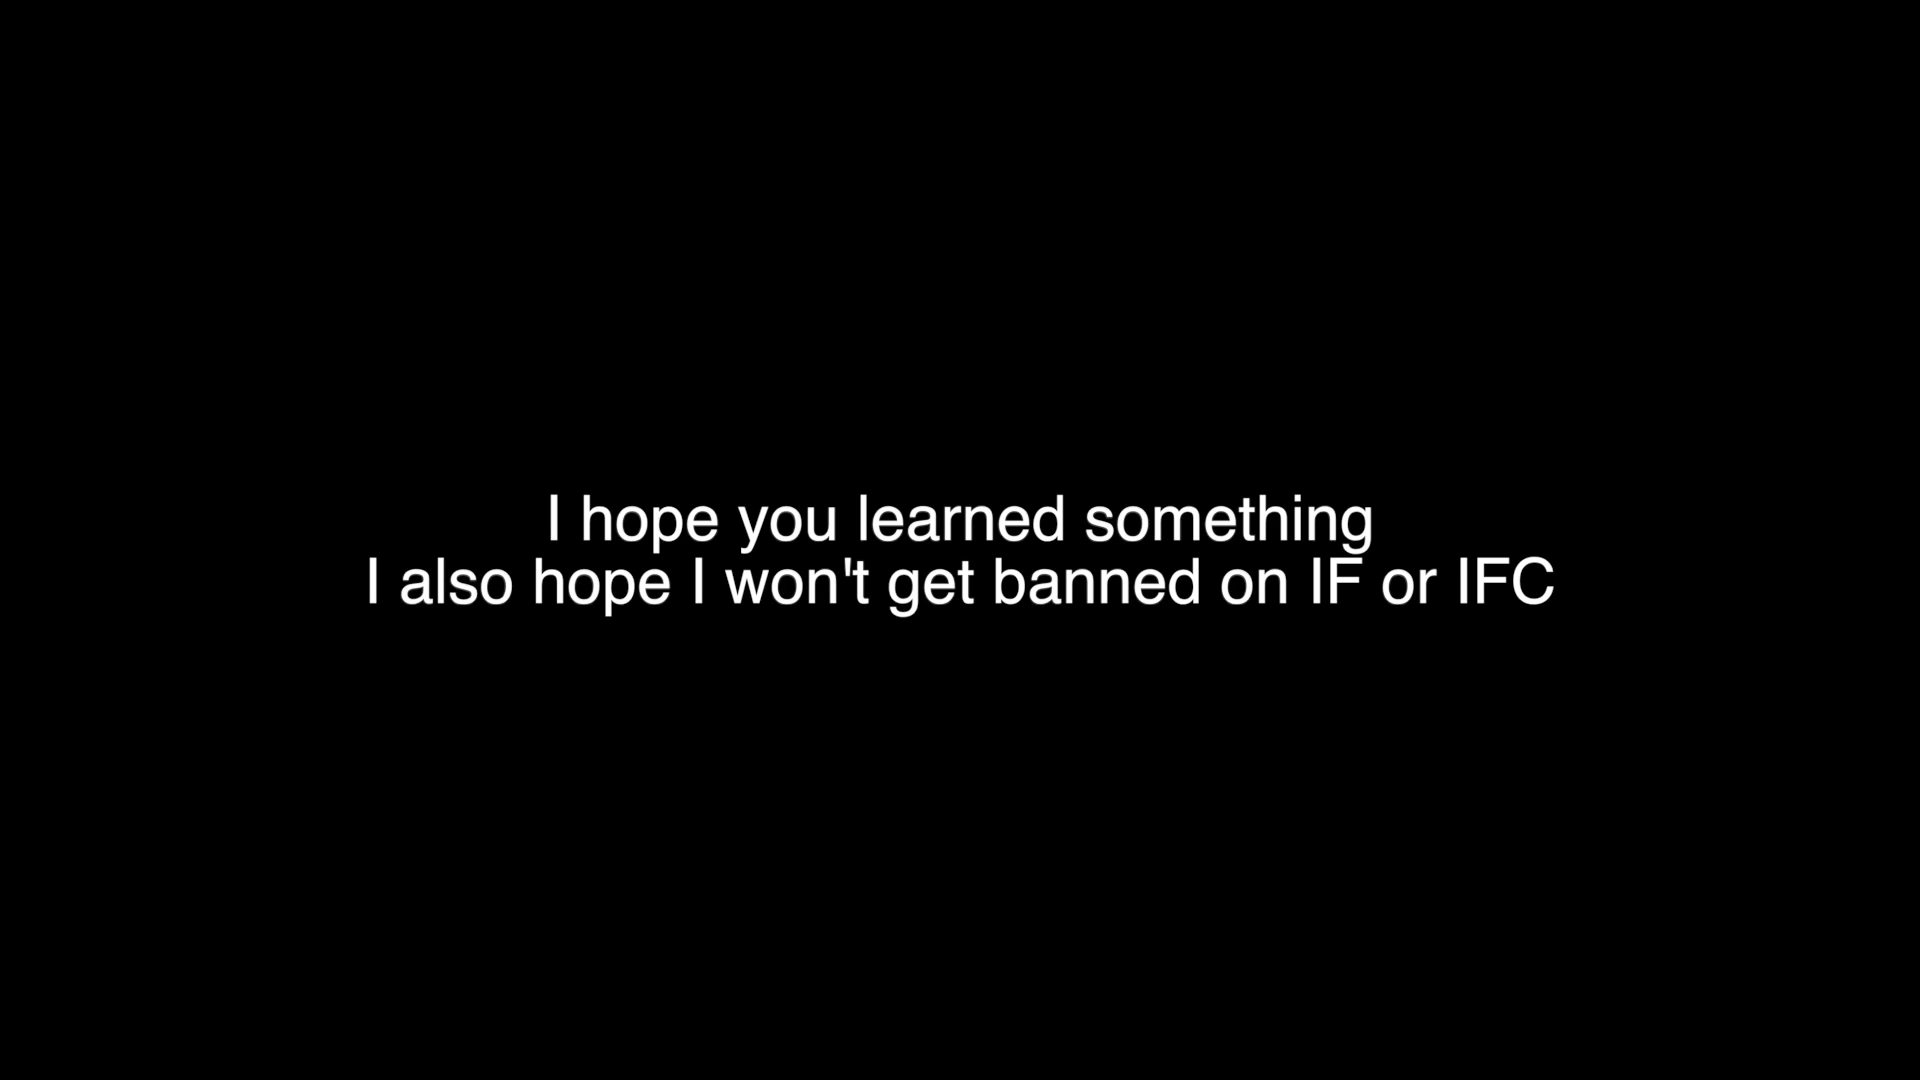 I hope you learned something
I also hope I won't get banned on IF or IFC